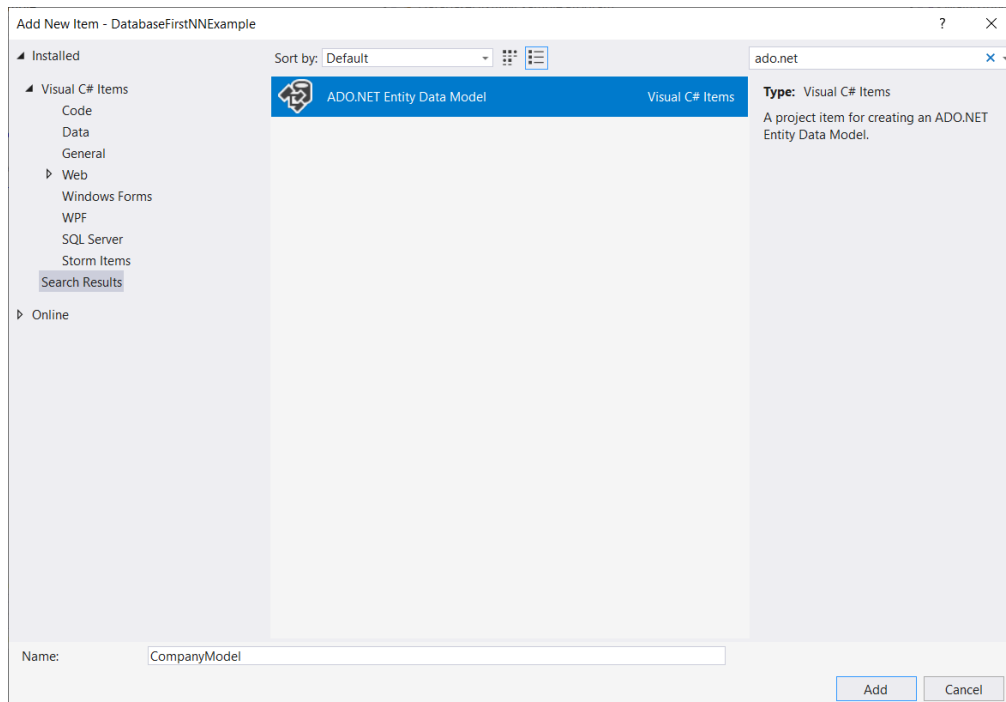 Add New Item - DatabaseFirstNNExample
?
Installed
Sort by: Default
ado.net
Visual C# Items
Code
Data
General
Web
Windows Forms
WPF
SQL Server
Storm Items
Search Results
Online
ADO.NET Entity Data Model
Visual C# Items
Type: Visual C# Items
A project item for creating an ADO.NET
Entity Data Model.
Name:
CompanyModel
Add
Cancel